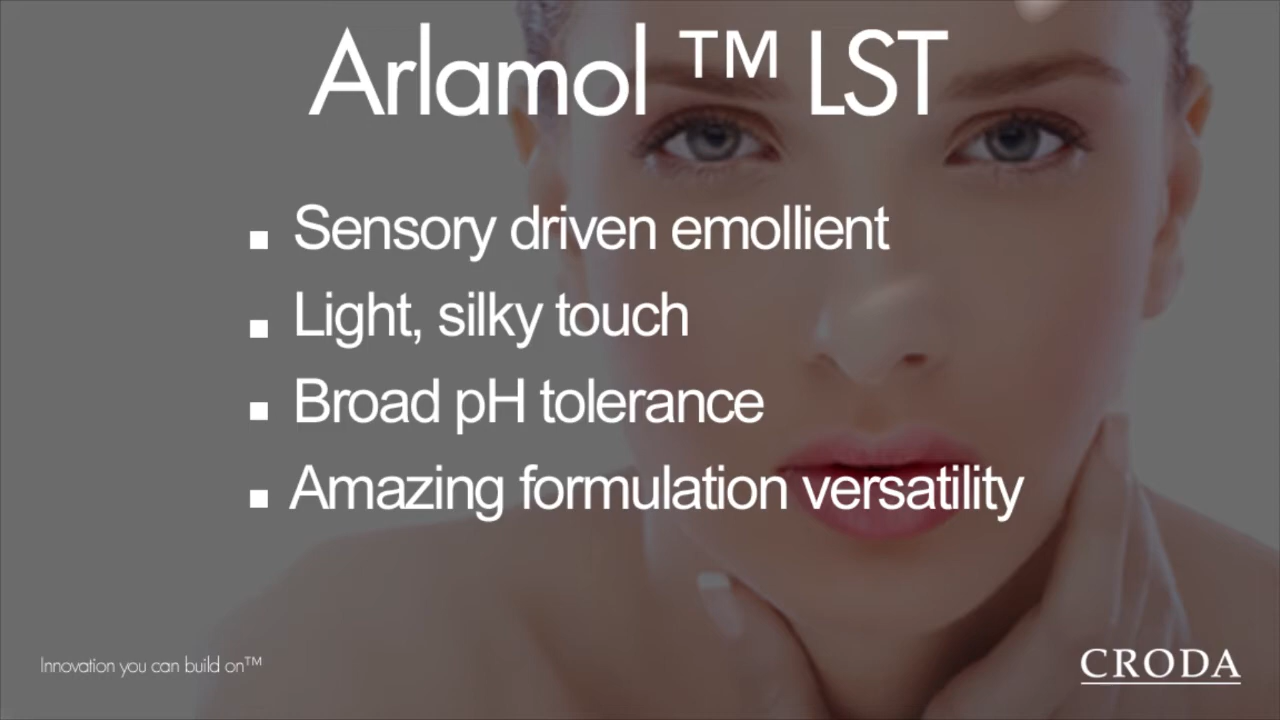 Arlamol ™ LST
▪ Sensory driven emollient
▪ Light, silky touch
▪ Broad pH tolerance
▪ Amazing formulation versatility
Innovation you can build on™
CRODA